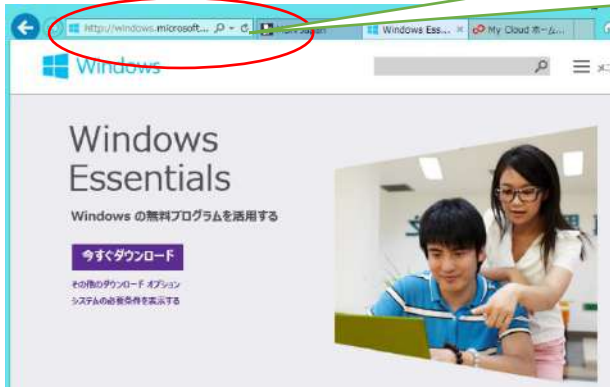 http://windows.microsoft...
Japan
Windows Ess...
My Cloud ホーム...
Windows
Windows
Essentials
Windows の無料プログラムを活用する
今すぐダウンロード
その他のダウンロード オプション
システムの必要条件を表示する